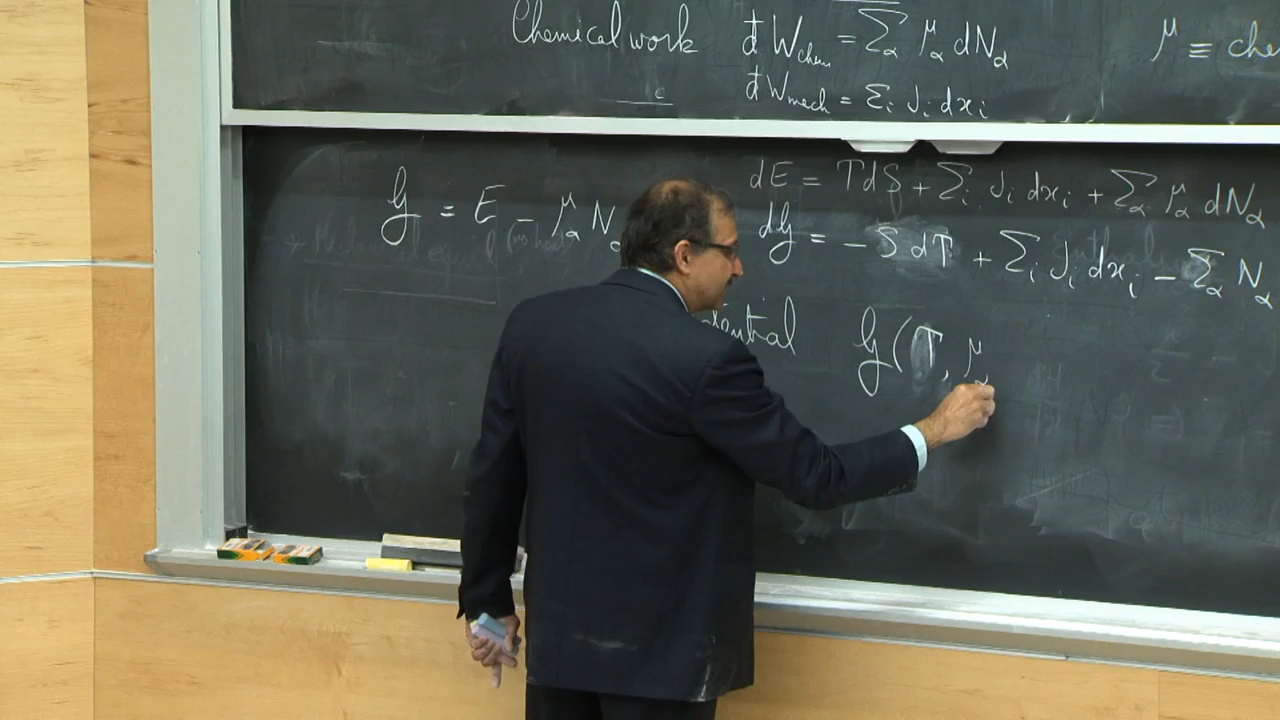 Chemical work đW_chem = Σ_α μ_α dN_α μ ≡ che
đW_mech = Σ_i J_i dx_i
dE = TdS + Σ_i J_i dx_i + Σ_α μ_α dN_α
𝒢 = E − μ_α N_α d𝒢 = − S dT + Σ_i J_i dx_i − Σ_α N_α
ential 𝒢(T, μ